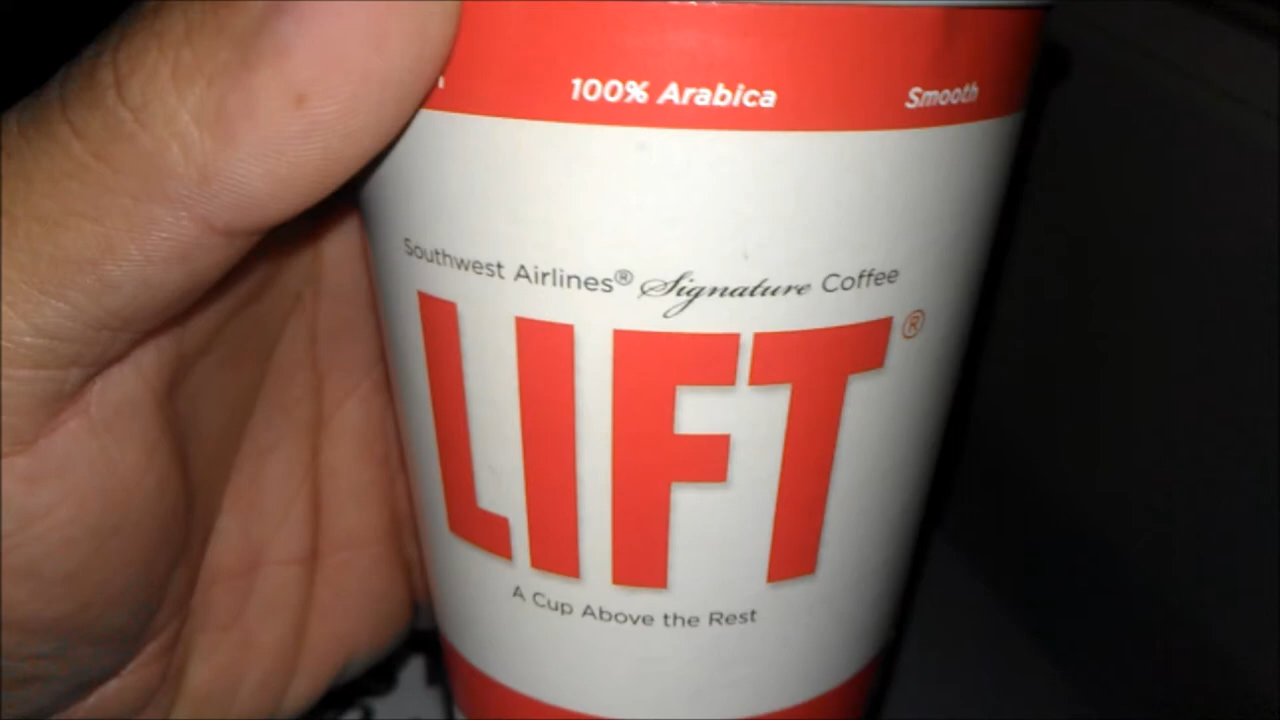 100% Arabica Smooth
Southwest Airlines® Signature Coffee
LIFT®
A Cup Above the Rest